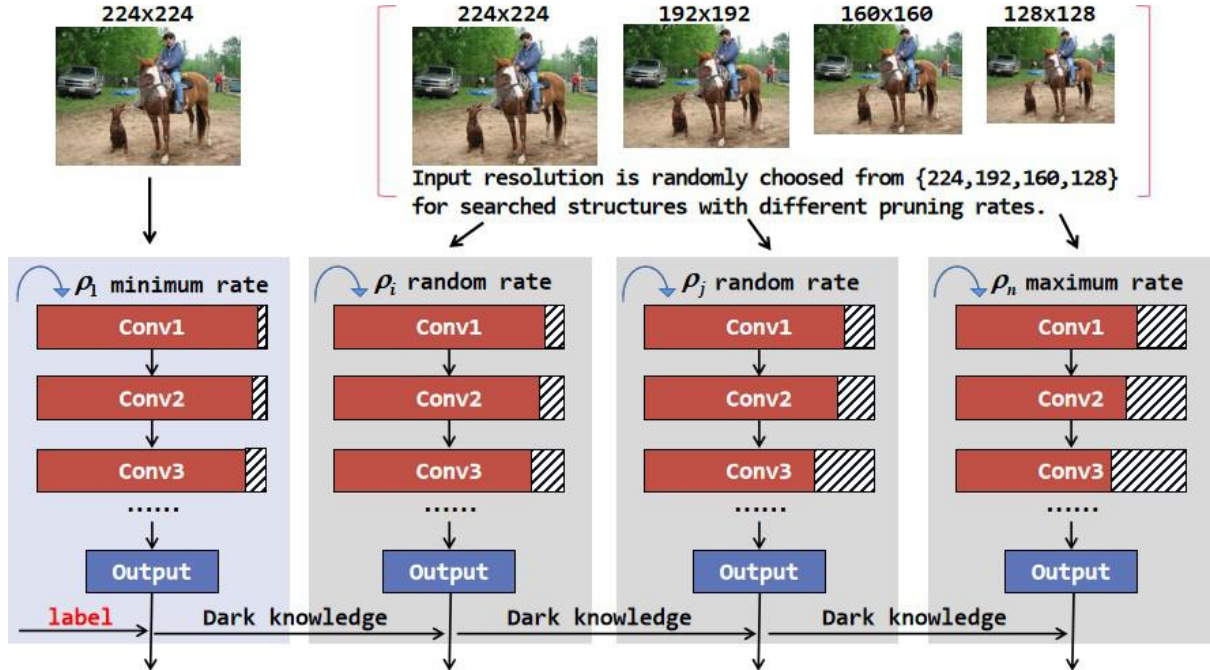 224x224
224x224 192x192 160x160 128x128
Input resolution is randomly choosed from {224,192,160,128}
for searched structures with different pruning rates.
ρ1 minimum rate
Conv1
Conv2
Conv3
......
Output
label
ρi random rate
Conv1
Conv2
Conv3
......
Output
Dark knowledge
ρj random rate
Conv1
Conv2
Conv3
......
Output
Dark knowledge
ρn maximum rate
Conv1
Conv2
Conv3
......
Output
Dark knowledge